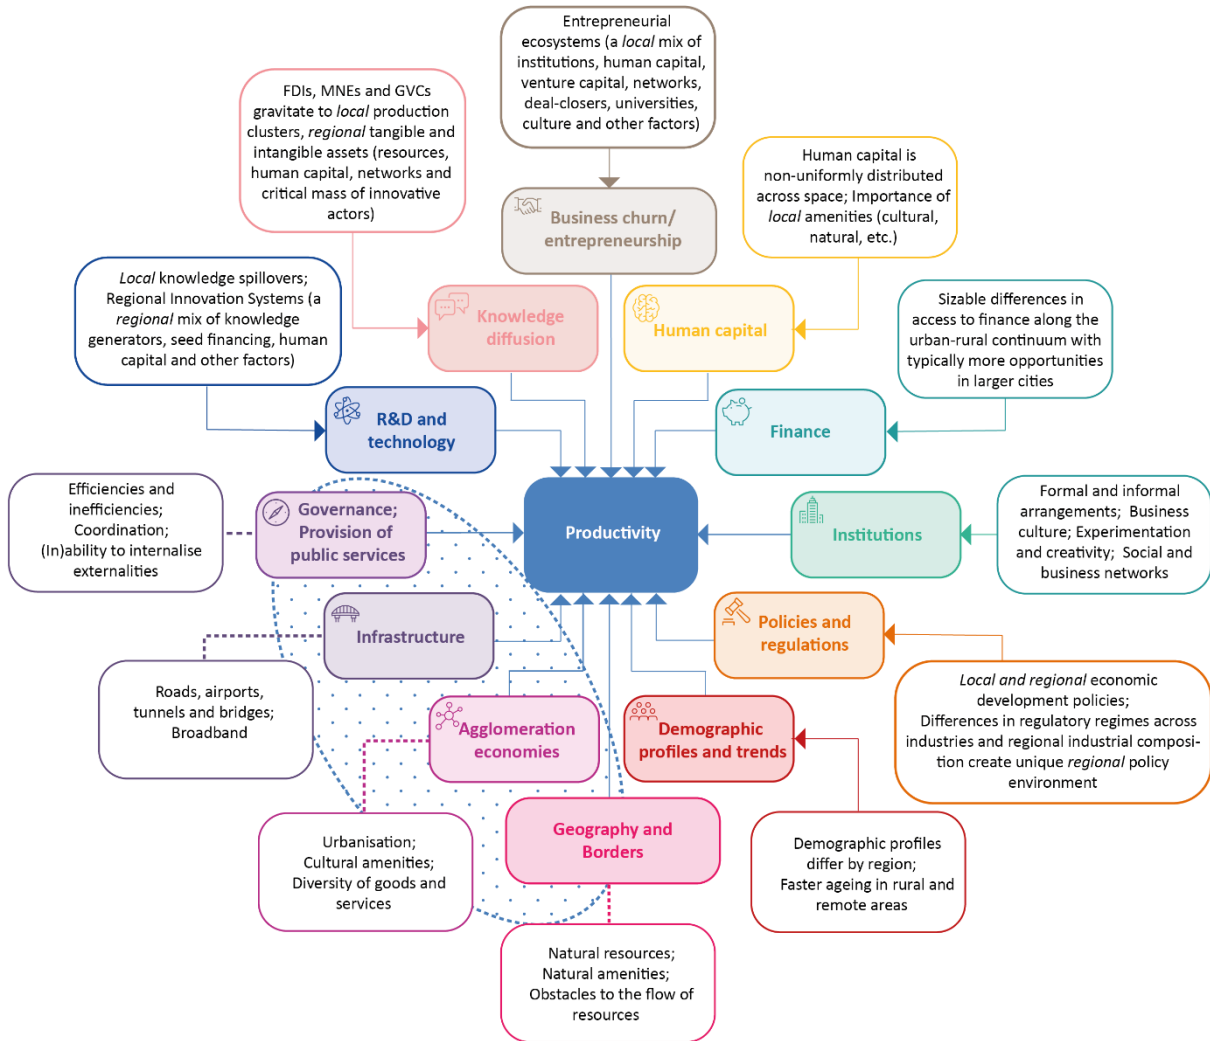 Entrepreneurial
ecosystems (a local mix of
institutions, human capital,
venture capital, networks,
deal-closers, universities,
culture and other factors)
FDIs, MNEs and GVCs
gravitate to local production
clusters, regional tangible and
intangible assets (resources,
human capital, networks and
critical mass of innovative
actors)
Human capital is
non-uniformly distributed
across space; Importance of
local amenities (cultural,
natural, etc.)
Business churn/
entrepreneurship
Local knowledge spillovers;
Regional Innovation Systems (a
regional mix of knowledge
generators, seed financing, human
capital and other factors)
Knowledge
diffusion
Human capital
Sizable differences in
access to finance along the
urban-rural continuum with
typically more opportunities
in larger cities
R&D and
technology
Finance
Efficiencies and
inefficiencies;
Coordination;
(In)ability to internalise
externalities
Governance;
Provision of
public services
Productivity
Institutions
Formal and informal
arrangements; Business
culture; Experimentation
and creativity; Social and
business networks
Infrastructure
Policies and
regulations
Roads, airports,
tunnels and bridges;
Broadband
Agglomeration
economies
Demographic
profiles and trends
Local and regional economic
development policies;
Differences in regulatory regimes across
industries and regional industrial composi-
tion create unique regional policy
environment
Urbanisation;
Cultural amenities;
Diversity of goods and
services
Geography and
Borders
Demographic profiles
differ by region;
Faster ageing in rural and
remote areas
Natural resources;
Natural amenities;
Obstacles to the flow of
resources